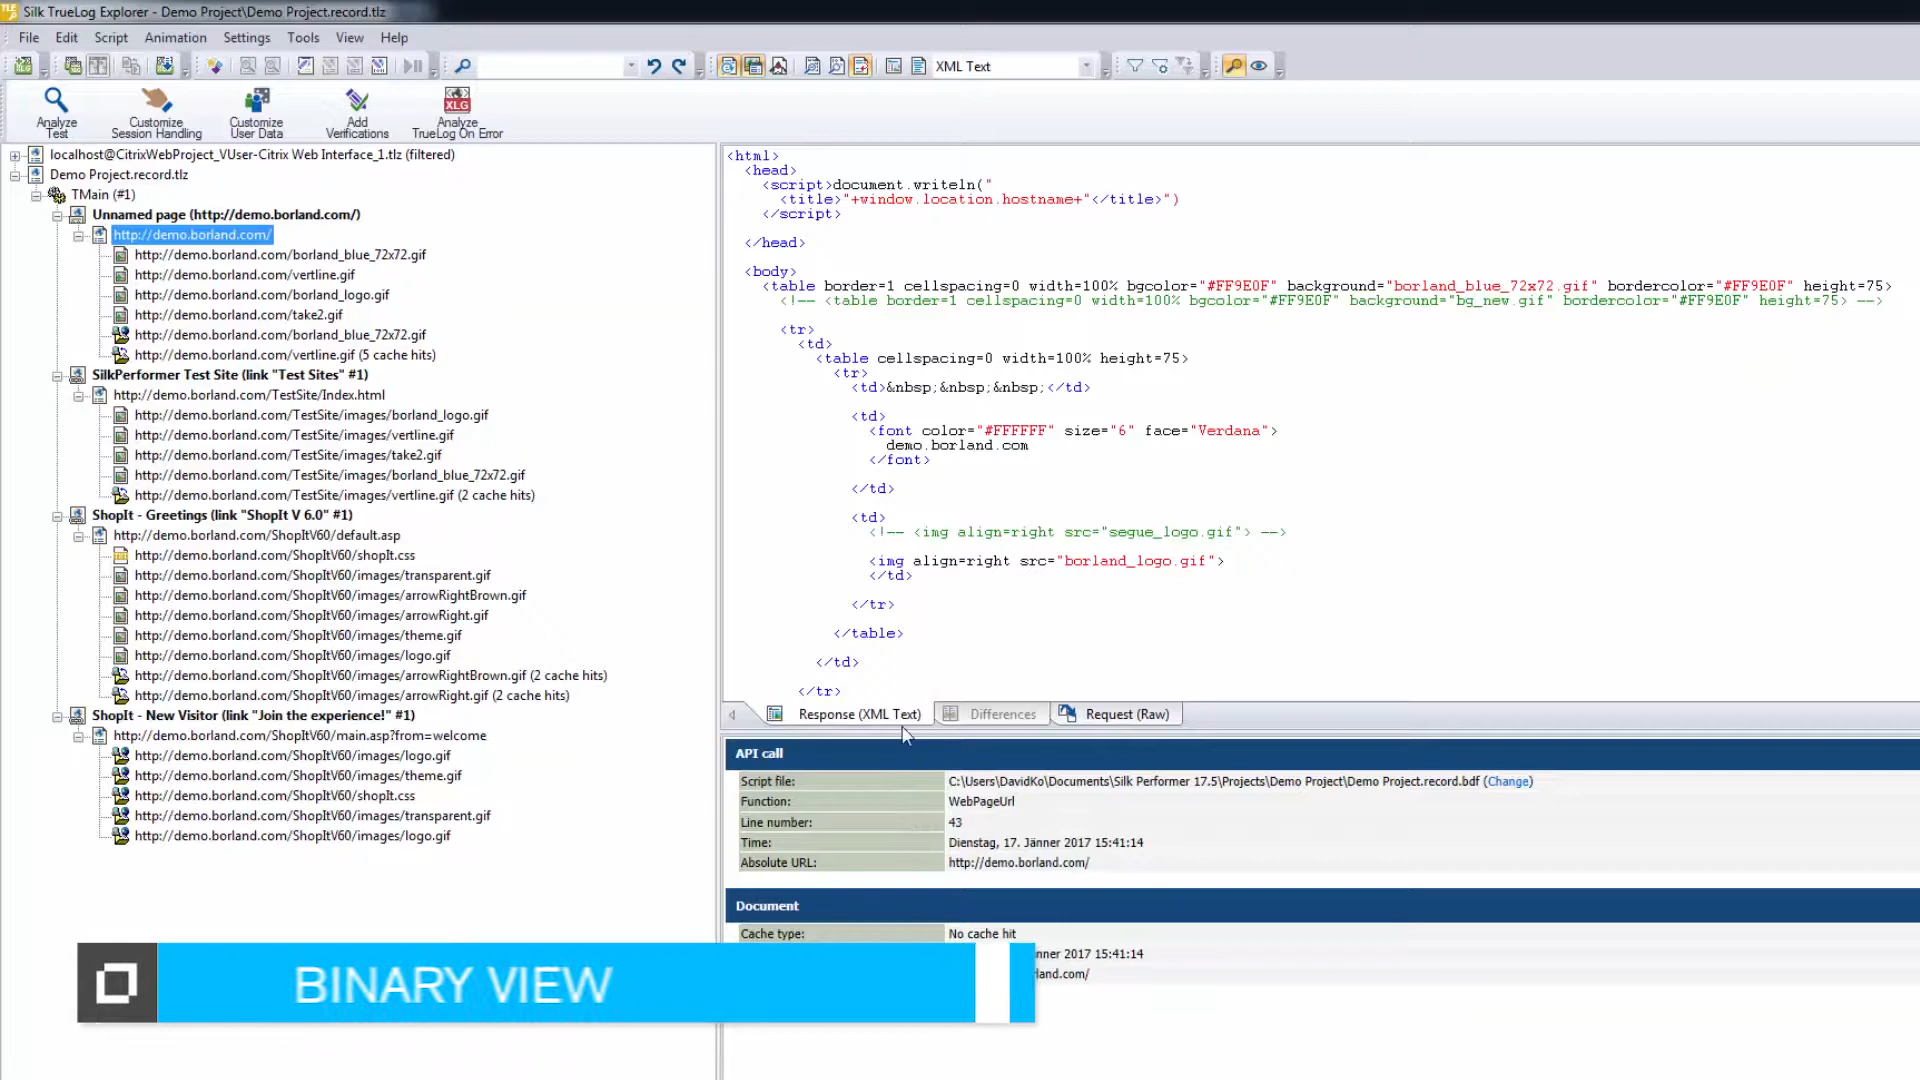 Silk TrueLog Explorer - Demo Project\Demo Project.record.tlz
File Edit Script Animation Settings Tools View Help
XML Text
Analyze Test
Customize Session Handling
Customize User Data
Add Verifications
XLG
Analyze TrueLog On Error
localhost@CitrixWebProject_VUser-Citrix Web Interface_1.tlz (filtered)
Demo Project.record.tlz
TMain (#1)
Unnamed page (http://demo.borland.com/)
http://demo.borland.com/
http://demo.borland.com/borland_blue_72x72.gif
http://demo.borland.com/vertline.gif
http://demo.borland.com/borland_logo.gif
http://demo.borland.com/take2.gif
http://demo.borland.com/borland_blue_72x72.gif
http://demo.borland.com/vertline.gif (5 cache hits)
SilkPerformer Test Site (link "Test Sites" #1)
http://demo.borland.com/TestSite/Index.html
http://demo.borland.com/TestSite/images/borland_logo.gif
http://demo.borland.com/TestSite/images/vertline.gif
http://demo.borland.com/TestSite/images/take2.gif
http://demo.borland.com/TestSite/images/borland_blue_72x72.gif
http://demo.borland.com/TestSite/images/vertline.gif (2 cache hits)
ShopIt - Greetings (link "ShopIt V 6.0" #1)
http://demo.borland.com/ShopItV60/default.asp
http://demo.borland.com/ShopItV60/shopIt.css
http://demo.borland.com/ShopItV60/images/transparent.gif
http://demo.borland.com/ShopItV60/images/arrowRightBrown.gif
http://demo.borland.com/ShopItV60/images/arrowRight.gif
http://demo.borland.com/ShopItV60/images/theme.gif
http://demo.borland.com/ShopItV60/images/logo.gif
http://demo.borland.com/ShopItV60/images/arrowRightBrown.gif (2 cache hits)
http://demo.borland.com/ShopItV60/images/arrowRight.gif (2 cache hits)
ShopIt - New Visitor (link "Join the experience!" #1)
http://demo.borland.com/ShopItV60/main.asp?from=welcome
http://demo.borland.com/ShopItV60/images/logo.gif
http://demo.borland.com/ShopItV60/images/theme.gif
http://demo.borland.com/ShopItV60/shopIt.css
http://demo.borland.com/ShopItV60/images/transparent.gif
http://demo.borland.com/ShopItV60/images/logo.gif
<html>
<head>
<script>document.writeln("
<title>"+window.location.hostname+"</title>")
</script>
</head>
<body>
<table border=1 cellspacing=0 width=100% bgcolor="#FF9E0F" background="borland_blue_72x72.gif" bordercolor="#FF9E0F" height=75>
<!-- <table border=1 cellspacing=0 width=100% bgcolor="#FF9E0F" background="bg_new.gif" bordercolor="#FF9E0F" height=75> -->
<tr>
<td>
<table cellspacing=0 width=100% height=75>
<tr>
<td>&nbsp;&nbsp;&nbsp;</td>
<td>
<font color="#FFFFFF" size="6" face="Verdana">
demo.borland.com
</font>
</td>
<td>
<!-- <img align=right src="segue_logo.gif"> -->
<img align=right src="borland_logo.gif">
</td>
</tr>
</table>
</td>
</tr>
Response (XML Text) Differences Request (Raw)
API call
Script file: C:\Users\DavidKo\Documents\Silk Performer 17.5\Projects\Demo Project\Demo Project.record.bdf (Change)
Function: WebPageUrl
Line number: 43
Time: Dienstag, 17. Jänner 2017 15:41:14
Absolute URL: http://demo.borland.com/
Document
Cache type: No cache hit
nner 2017 15:41:14
land.com/
BINARY VIEW